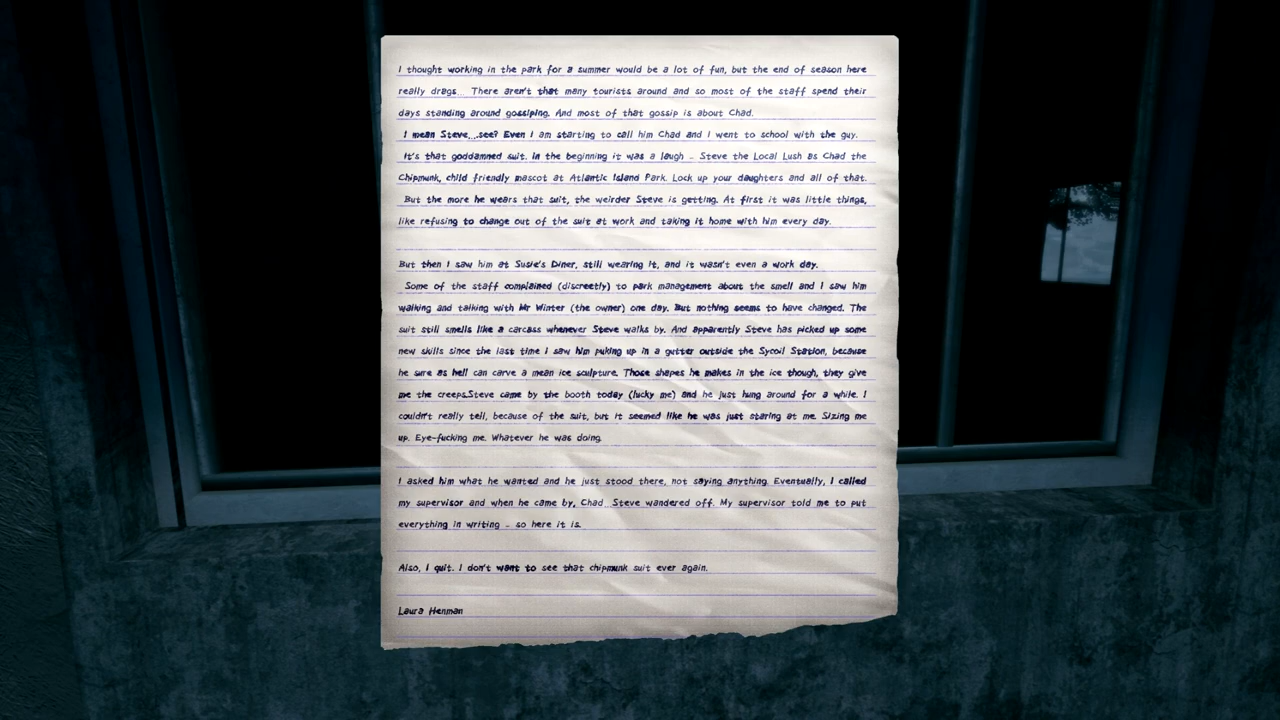 I thought working in the park for a summer would be a lot of fun, but the end of season here
really drags... There aren't that many tourists around and so most of the staff spend their
days standing around gossiping. And most of that gossip is about Chad.
I mean Steve...see? Even I am starting to call him Chad and I went to school with the guy.
It's that goddamned suit. In the beginning it was a laugh - Steve the Local Lush as Chad the
Chipmunk, child friendly mascot at Atlantic Island Park. Lock up your daughters and all of that.
But the more he wears that suit, the weirder Steve is getting. At first it was little things,
like refusing to change out of the suit at work and taking it home with him every day.
But then I saw him at Susie's Diner, still wearing it, and it wasn't even a work day.
Some of the staff complained (discreetly) to park management about the smell and I saw him
walking and talking with Mr Winter (the owner) one day. But nothing seems to have changed. The
suit still smells like a carcass whenever Steve walks by. And apparently Steve has picked up some
new skills since the last time I saw him puking up in a gutter outside the Sycoil Station, because
he sure as hell can carve a mean ice sculpture. Those shapes he makes in the ice though, they give
me the creeps.Steve came by the booth today (lucky me) and he just hung around for a while. I
couldn't really tell, because of the suit, but it seemed like he was just staring at me. Sizing me
up. Eye-fucking me. Whatever he was doing.
I asked him what he wanted and he just stood there, not saying anything. Eventually, I called
my supervisor and when he came by, Chad...Steve wandered off. My supervisor told me to put
everything in writing - so here it is.
Also, I quit. I don't want to see that chipmunk suit ever again.
Laura Henman